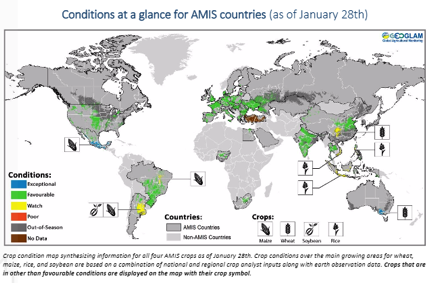 Conditions at a glance for AMIS countries (as of January 28th)
GEOGLAM
Global Agricultural Monitoring
Conditions:
Exceptional
Favourable
Watch
Poor
Out-of-Season
No Data
Countries:
AMIS Countries
Non-AMIS Countries
Crops:
Maize Wheat Soybean Rice
Crop condition map synthesizing information for all four AMIS crops as of January 28th. Crop conditions over the main growing areas for wheat,
maize, rice, and soybean are based on a combination of national and regional crop analyst inputs along with earth observation data. Crops that are
in other than favourable conditions are displayed on the map with their crop symbol.